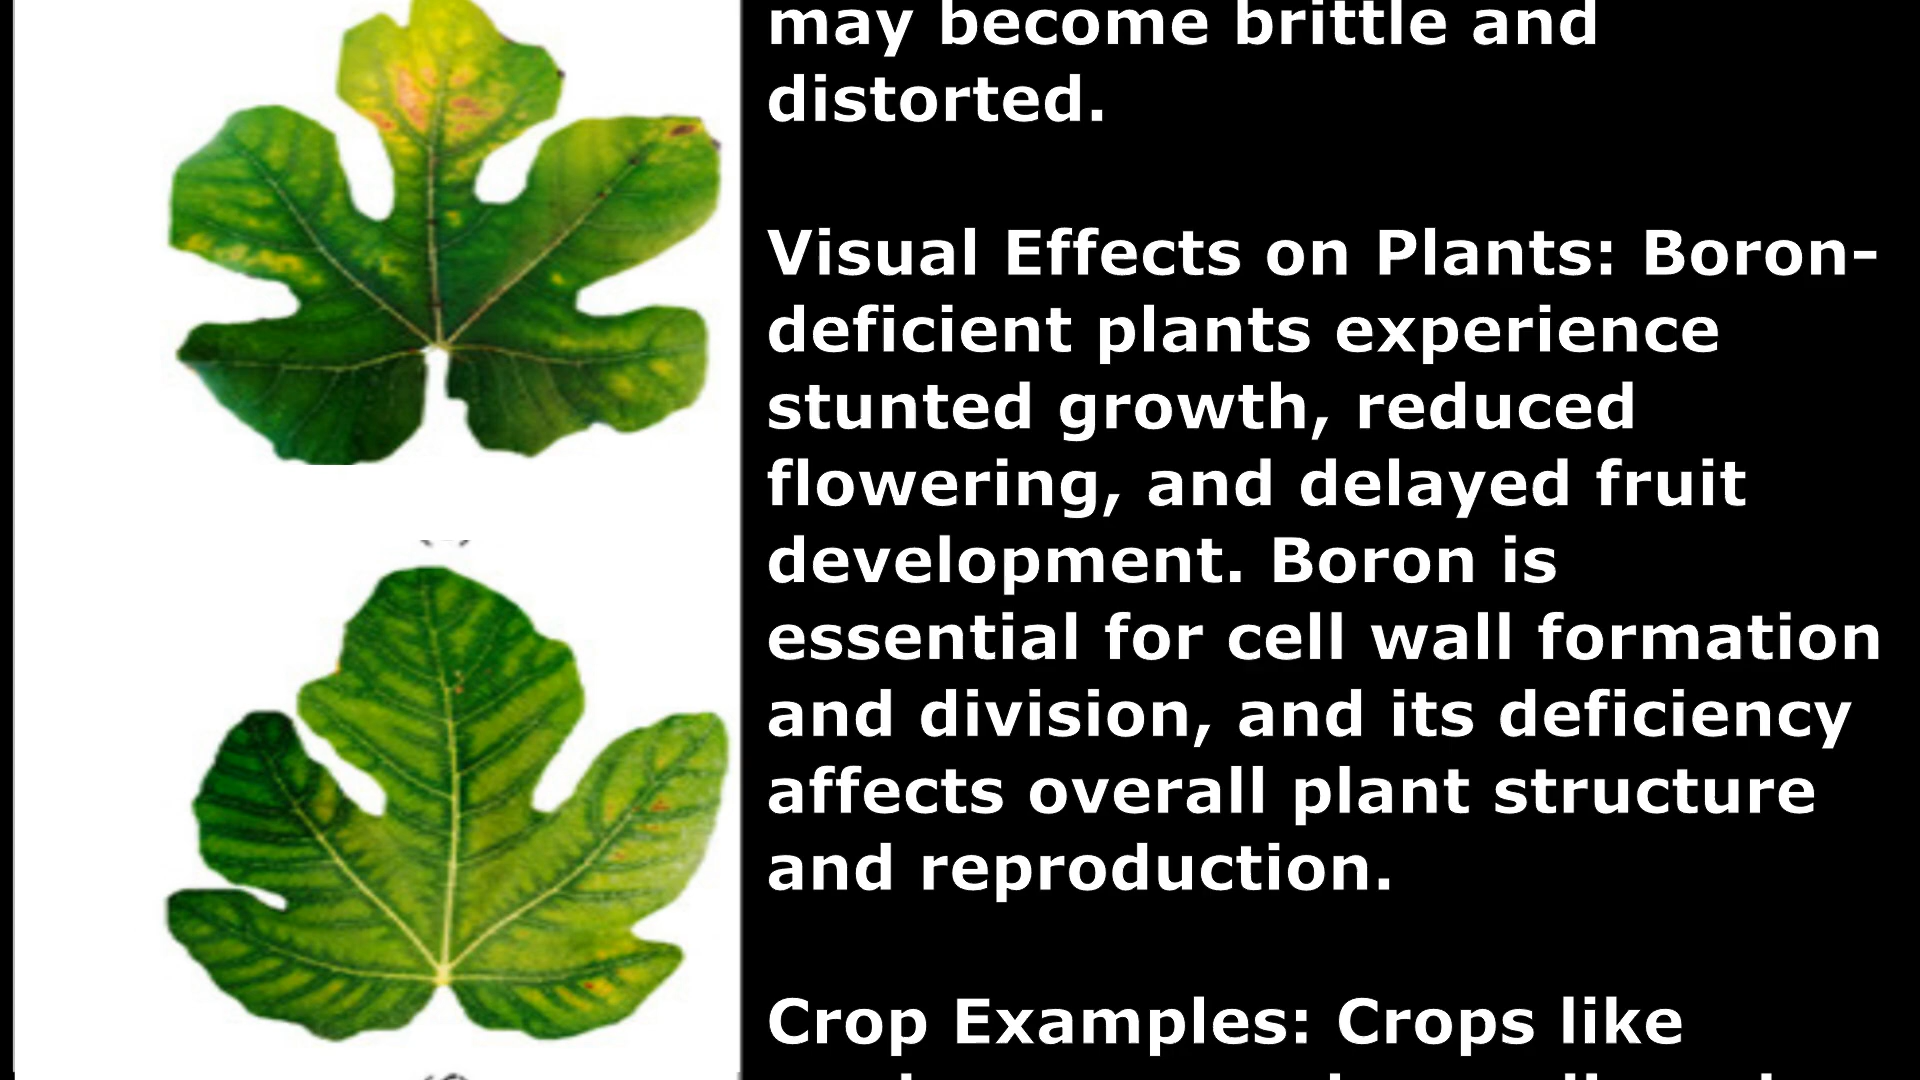 may become brittle and
distorted.
Visual Effects on Plants: Boron-
deficient plants experience
stunted growth, reduced
flowering, and delayed fruit
development. Boron is
essential for cell wall formation
and division, and its deficiency
affects overall plant structure
and reproduction.
Crop Examples: Crops like